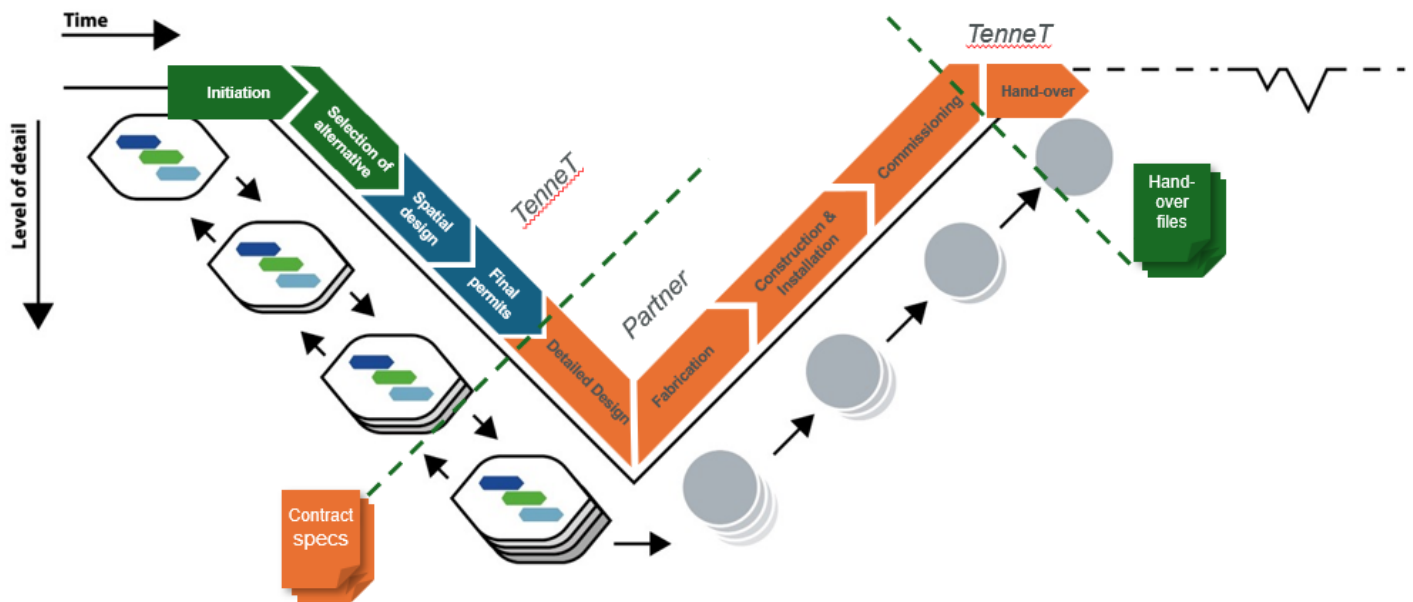 Time
Level of detail
Initiation
Selection of
alternative
Spatial
design
Final
permits
TenneT
Contract
specs
Detailed Design
Partner
Fabrication
Construction &
Installation
Commissioning
TenneT
Hand-over
Hand-
over
files